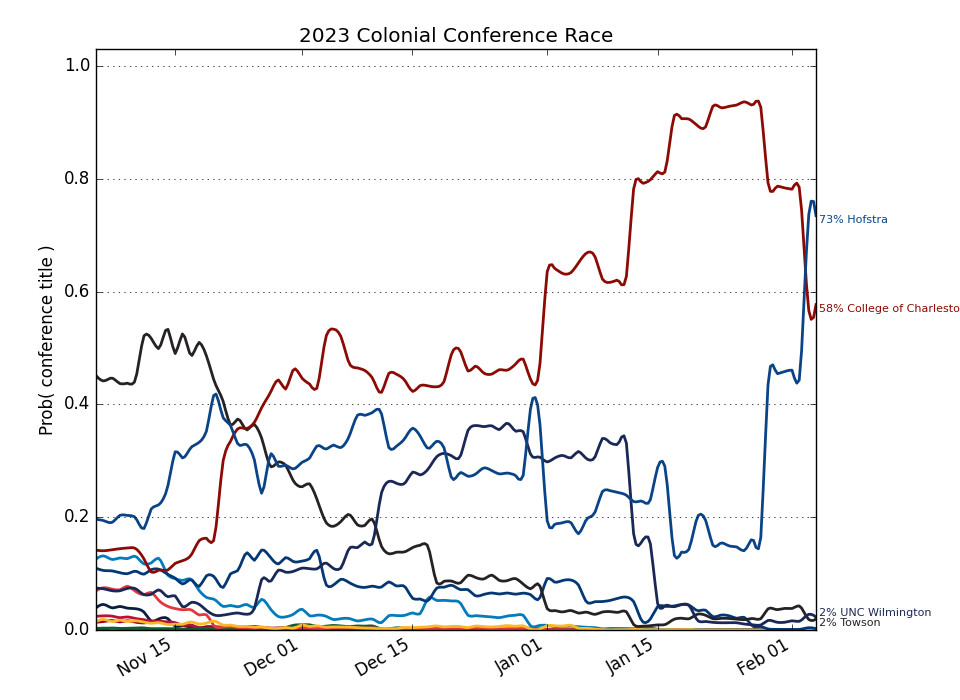 2023 Colonial Conference Race
Prob( conference title )
1.0
0.8
0.6
0.4
0.2
0.0
73% Hofstra
58% College of Charlesto
2% UNC Wilmington
2% Towson
Nov 15
Dec 01
Dec 15
Jan 01
Jan 15
Feb 01